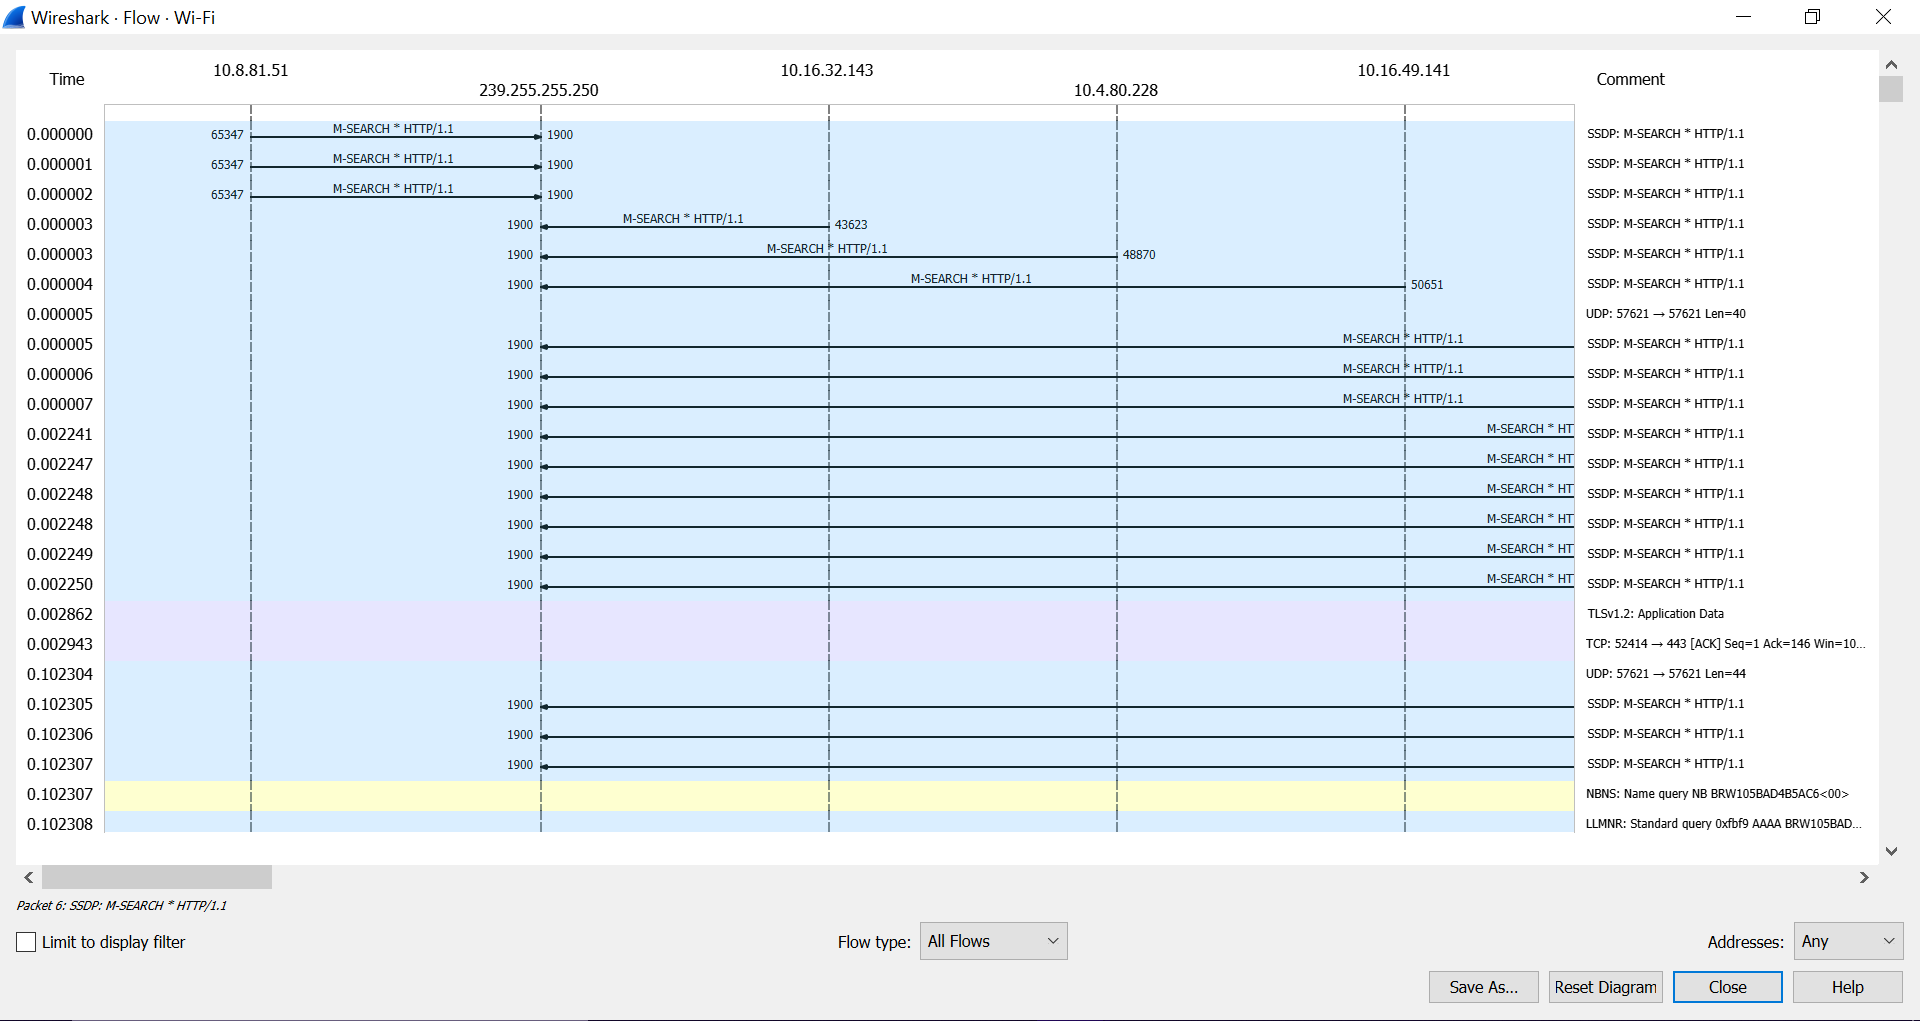 Wireshark · Flow · Wi-Fi
Time
10.8.81.51
239.255.255.250
10.16.32.143
10.4.80.228
10.16.49.141
Comment
0.000000 65347 M-SEARCH * HTTP/1.1 1900 SSDP: M-SEARCH * HTTP/1.1
0.000001 65347 M-SEARCH * HTTP/1.1 1900 SSDP: M-SEARCH * HTTP/1.1
0.000002 65347 M-SEARCH * HTTP/1.1 1900 SSDP: M-SEARCH * HTTP/1.1
0.000003 1900 M-SEARCH * HTTP/1.1 43623 SSDP: M-SEARCH * HTTP/1.1
0.000003 1900 M-SEARCH * HTTP/1.1 48870 SSDP: M-SEARCH * HTTP/1.1
0.000004 1900 M-SEARCH * HTTP/1.1 50651 SSDP: M-SEARCH * HTTP/1.1
0.000005 UDP: 57621 → 57621 Len=40
0.000005 1900 M-SEARCH * HTTP/1.1 SSDP: M-SEARCH * HTTP/1.1
0.000006 1900 M-SEARCH * HTTP/1.1 SSDP: M-SEARCH * HTTP/1.1
0.000007 1900 M-SEARCH * HTTP/1.1 SSDP: M-SEARCH * HTTP/1.1
0.002241 1900 M-SEARCH * HT SSDP: M-SEARCH * HTTP/1.1
0.002247 1900 M-SEARCH * HT SSDP: M-SEARCH * HTTP/1.1
0.002248 1900 M-SEARCH * HT SSDP: M-SEARCH * HTTP/1.1
0.002248 1900 M-SEARCH * HT SSDP: M-SEARCH * HTTP/1.1
0.002249 1900 M-SEARCH * HT SSDP: M-SEARCH * HTTP/1.1
0.002250 1900 M-SEARCH * HT SSDP: M-SEARCH * HTTP/1.1
0.002862 TLSv1.2: Application Data
0.002943 TCP: 52414 → 443 [ACK] Seq=1 Ack=146 Win=10...
0.102304 UDP: 57621 → 57621 Len=44
0.102305 1900 SSDP: M-SEARCH * HTTP/1.1
0.102306 1900 SSDP: M-SEARCH * HTTP/1.1
0.102307 1900 SSDP: M-SEARCH * HTTP/1.1
0.102307 NBNS: Name query NB BRW105BAD4B5AC6<00>
0.102308 LLMNR: Standard query 0xfbf9 AAAA BRW105BAD...
Packet 6: SSDP: M-SEARCH * HTTP/1.1
Limit to display filter
Flow type: All Flows
Addresses: Any
Save As...
Reset Diagram
Close
Help